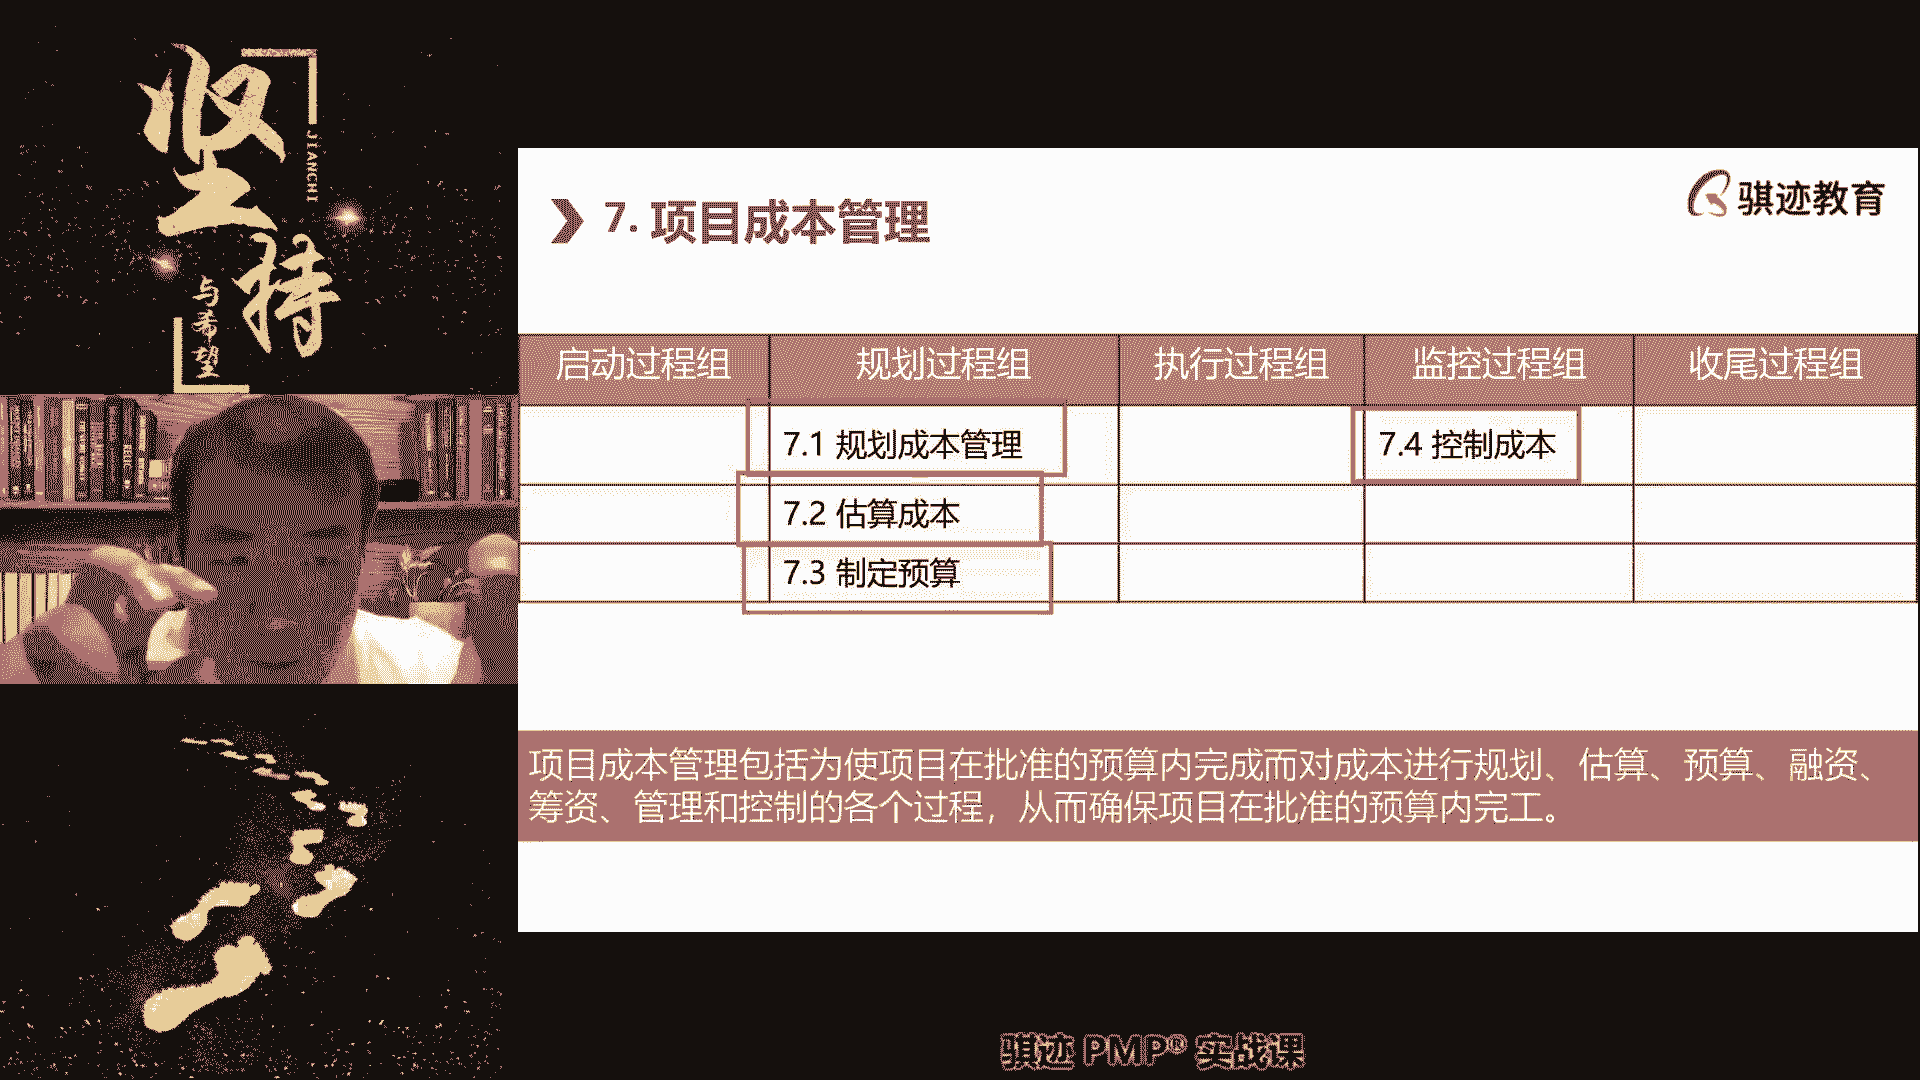 坚持
JIANCHI
与希望
7. 项目成本管理
骐迹教育
启动过程组 规划过程组 执行过程组 监控过程组 收尾过程组
7.1 规划成本管理 7.4 控制成本
7.2 估算成本
7.3 制定预算
项目成本管理包括为使项目在批准的预算内完成而对成本进行规划、估算、预算、融资、
筹资、管理和控制的各个过程，从而确保项目在批准的预算内完工。
骐迹 PMP® 实战课